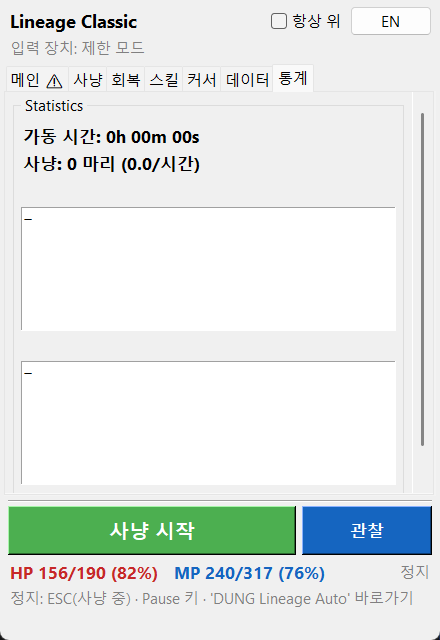 Lineage Classic
항상 위
EN
입력 장치: 제한 모드
메인 ⚠ 사냥 회복 스킬 커서 데이터 통계
Statistics
가동 시간: 0h 00m 00s
사냥: 0 마리 (0.0/시간)
–
–
사냥 시작
관찰
HP 156/190 (82%) MP 240/317 (76%) 정지
정지: ESC(사냥 중) · Pause 키 · 'DUNG Lineage Auto' 바로가기